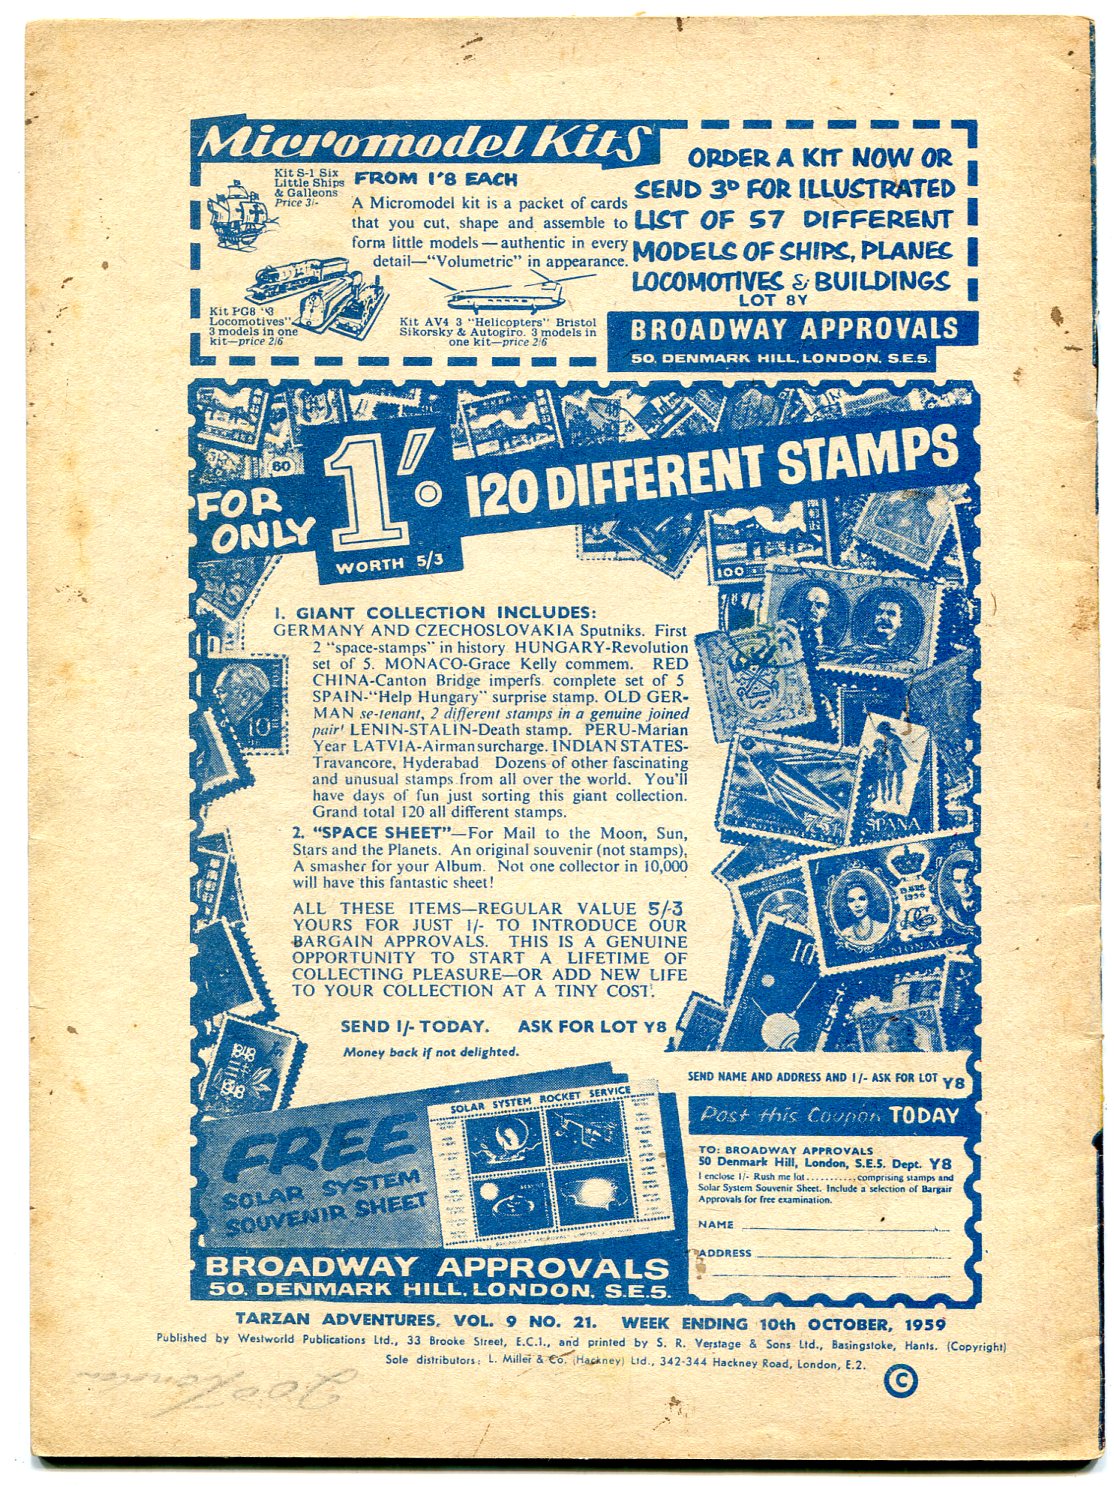 Micromodel Kits
Kit S-1 Six
Little Ships
& Galleons
Price 3/-
FROM 1'8 EACH
A Micromodel kit is a packet of cards
that you cut, shape and assemble to
form little models — authentic in every
detail—"Volumetric" in appearance.
Kit PG8 "3
Locomotives"
3 models in one
kit—price 2/6
Kit AV4 3 "Helicopters" Bristol
Sikorsky & Autogiro. 3 models in
one kit—price 2/6
ORDER A KIT NOW OR
SEND 3D FOR ILLUSTRATED
LIST OF 57 DIFFERENT
MODELS OF SHIPS, PLANES
LOCOMOTIVES & BUILDINGS
LOT 8Y
BROADWAY APPROVALS
50, DENMARK HILL, LONDON, S.E.5.
60
FOR
ONLY
1/-
WORTH 5/3
120 DIFFERENT STAMPS
100
1. GIANT COLLECTION INCLUDES:
GERMANY AND CZECHOSLOVAKIA Sputniks. First
2 "space-stamps" in history HUNGARY-Revolution
set of 5. MONACO-Grace Kelly commem. RED
CHINA-Canton Bridge imperfs. complete set of 5
SPAIN-"Help Hungary" surprise stamp. OLD GER-
MAN se-tenant, 2 different stamps in a genuine joined
pair' LENIN-STALIN-Death stamp. PERU-Marian
Year LATVIA-Airman surcharge. INDIAN STATES-
Travancore, Hyderabad Dozens of other fascinating
and unusual stamps from all over the world. You'll
have days of fun just sorting this giant collection.
Grand total 120 all different stamps.
2. "SPACE SHEET"—For Mail to the Moon, Sun,
Stars and the Planets. An original souvenir (not stamps),
A smasher for your Album. Not one collector in 10,000
will have this fantastic sheet!
ALL THESE ITEMS—REGULAR VALUE 5/-3
YOURS FOR JUST 1/- TO INTRODUCE OUR
BARGAIN APPROVALS. THIS IS A GENUINE
OPPORTUNITY TO START A LIFETIME OF
COLLECTING PLEASURE—OR ADD NEW LIFE
TO YOUR COLLECTION AT A TINY COST.
SEND 1/- TODAY. ASK FOR LOT Y8
Money back if not delighted.
10
SPANA
MONACO
10
1848
1848
FREE
SOLAR SYSTEM
SOUVENIR SHEET
SOLAR SYSTEM ROCKET SERVICE
BROADWAY APPROVALS
50, DENMARK HILL, LONDON, S.E.5.
SEND NAME AND ADDRESS AND 1/- ASK FOR LOT Y8
Post this Coupon TODAY
TO: BROADWAY APPROVALS
50 Denmark Hill, London, S.E.5. Dept. Y8
I enclose 1/- Rush me lot...........comprising stamps and
Solar System Souvenir Sheet. Include a selection of Bargair
Approvals for free examination.
NAME
ADDRESS
TARZAN ADVENTURES, VOL. 9 NO. 21. WEEK ENDING 10th OCTOBER, 1959
Published by Westworld Publications Ltd., 33 Brooke Street, E.C.1., and printed by S. R. Verstage & Sons Ltd., Basingstoke, Hants. (Copyright)
Sole distributors: L. Miller & Co. (Hackney) Ltd., 342-344 Hackney Road, London, E.2.
C